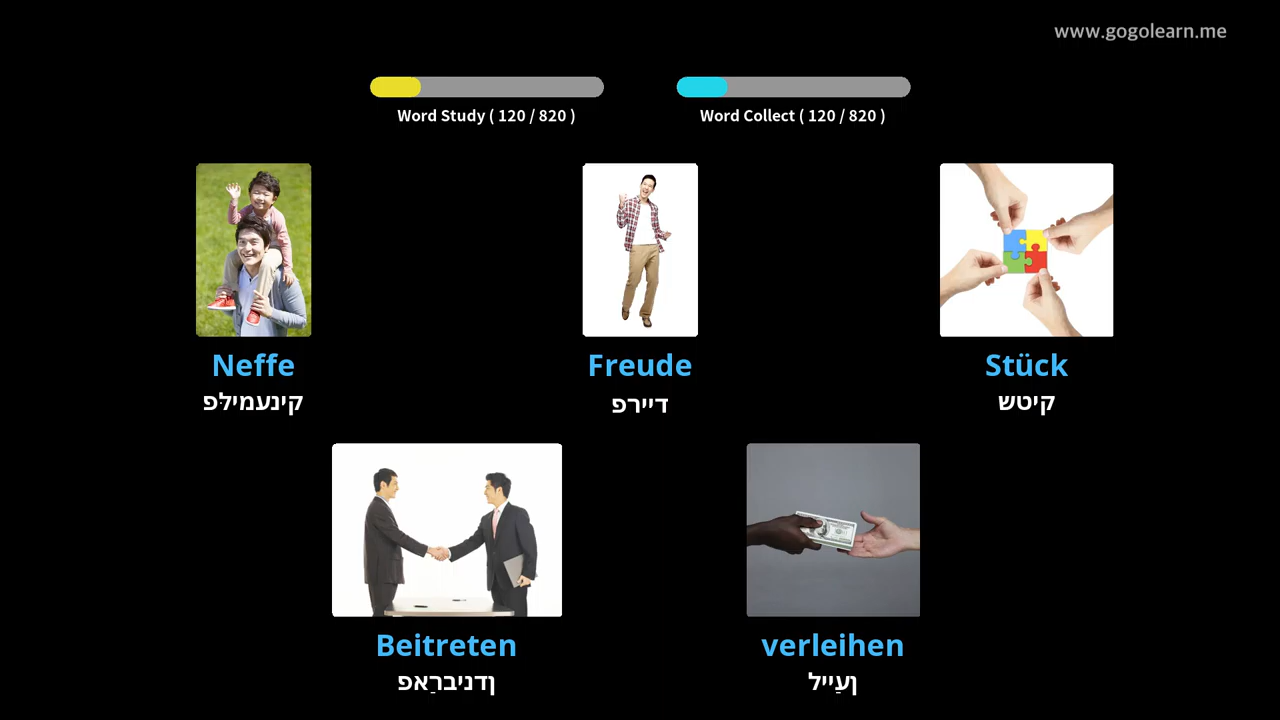 www.gogolearn.me
Word Study ( 120 / 820 )
Word Collect ( 120 / 820 )
Neffe
קינעמילּפ
Freude
דיירפ
Stück
קיטש
Beitreten
ןדניברַאפ
verleihen
ןעַייל